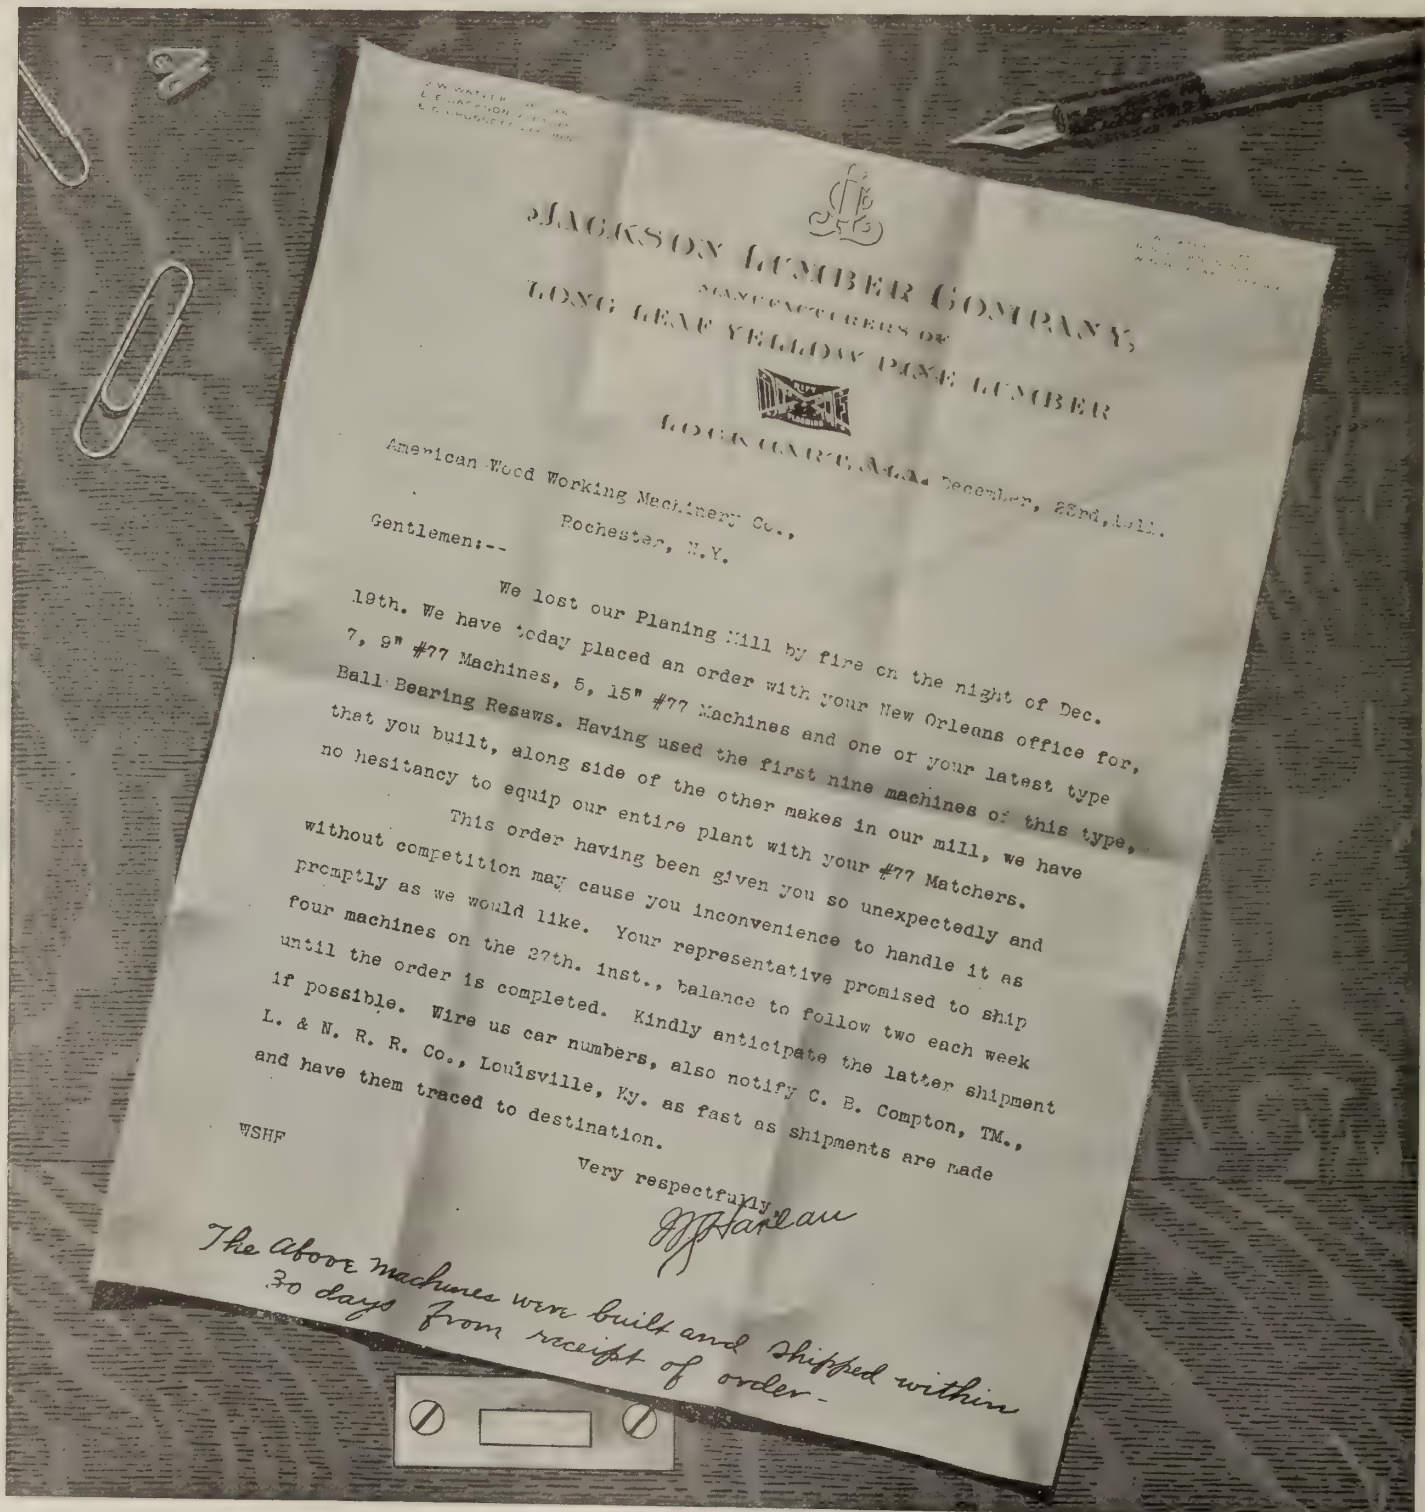 JACKSON LUMBER COMPANY,
MANUFACTURERS OF
LONG LEAF YELLOW PINE LUMBER
LOCKHART, ALA. December, 23rd, 1911.
American Wood Working Machinery Co.,
Rochester, N.Y.
Gentlemen:--
We lost our Planing Mill by fire on the night of Dec.
19th. We have today placed an order with your New Orleans office for,
7, 9" #77 Machines, 5, 15" #77 Machines and one or your latest type
Ball Bearing Resaws. Having used the first nine machines of this type,
that you built, along side of the other makes in our mill, we have
no hesitancy to equip our entire plant with your #77 Matchers.
This order having been given you so unexpectedly and
without competition may cause you inconvenience to handle it as
promptly as we would like. Your representative promised to ship
four machines on the 27th. inst., balance to follow two each week
until the order is completed. Kindly anticipate the latter shipment
if possible. Wire us car numbers, also notify C. B. Compton, TM.,
L. & N. R. R. Co., Louisville, Ky. as fast as shipments are made
and have them traced to destination.
Very respectfully,
WSHF
The Above machines were built and shipped within
30 days from receipt of order-